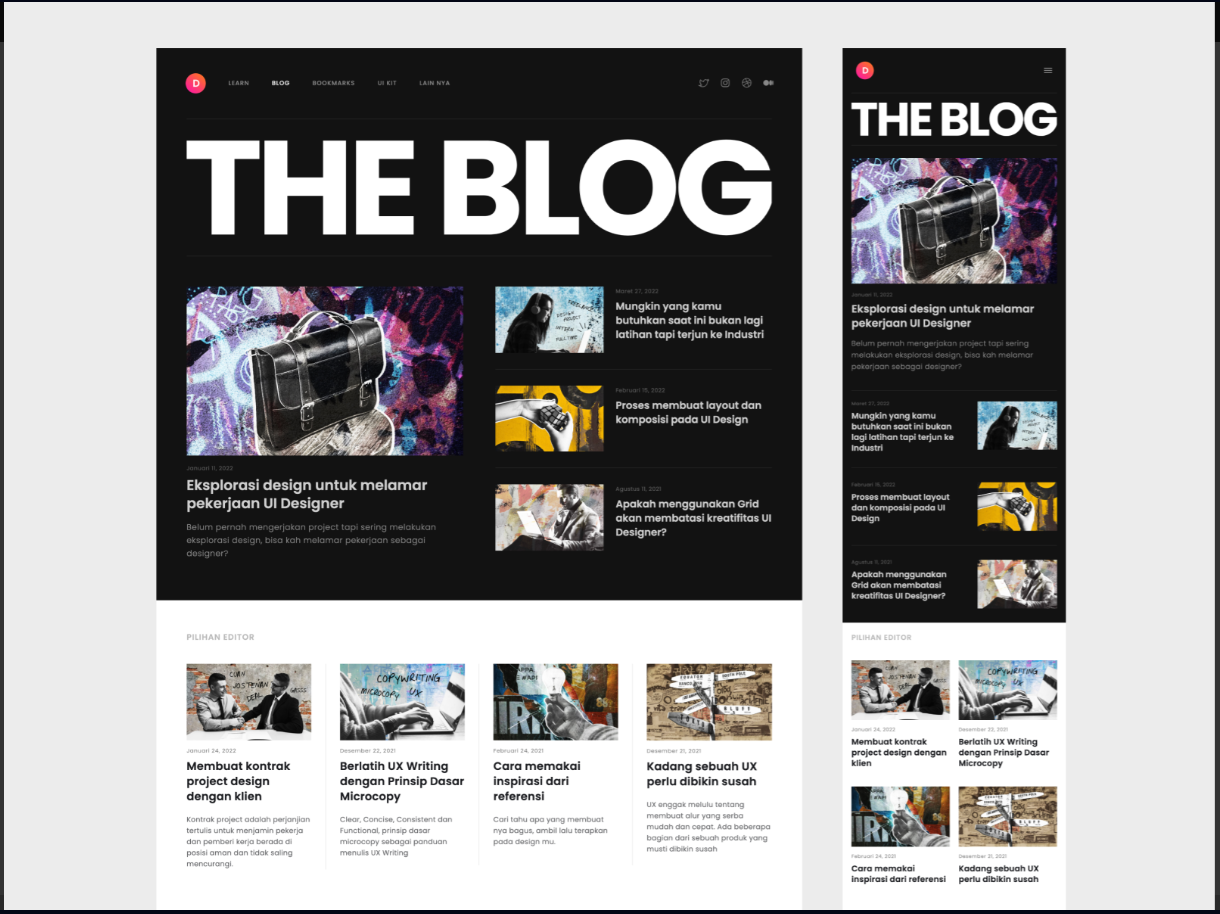 D
LEARN
BLOG
BOOKMARKS
UI KIT
LAIN NYA
THE BLOG
Januari 11, 2022
Eksplorasi design untuk melamar
pekerjaan UI Designer
Belum pernah mengerjakan project tapi sering melakukan
eksplorasi design, bisa kah melamar pekerjaan sebagai
designer?
Maret 27, 2022
Mungkin yang kamu
butuhkan saat ini bukan lagi
latihan tapi terjun ke Industri
Februari 15, 2022
Proses membuat layout dan
komposisi pada UI Design
Agustus 11, 2021
Apakah menggunakan Grid
akan membatasi kreatifitas UI
Designer?
PILIHAN EDITOR
COPYWRITING
MICROCOPY UX
Januari 24, 2022
Membuat kontrak
project design
dengan klien
Kontrak project adalah perjanjian
tertulis untuk menjamin pekerja
dan pemberi kerja berada di
posisi aman dan tidak saling
mencurangi.
Desember 22, 2021
Berlatih UX Writing
dengan Prinsip Dasar
Microcopy
Clear, Concise, Consistent dan
Functional, prinsip dasar
microcopy sebagai panduan
menulis UX Writing
Februari 24, 2021
Cara memakai
inspirasi dari
referensi
Cari tahu apa yang membuat
nya bagus, ambil lalu terapkan
pada design mu.
Desember 21, 2021
Kadang sebuah UX
perlu dibikin susah
UX enggak melulu tentang
membuat alur yang serba
mudah dan cepat. Ada beberapa
bagian dari sebuah produk yang
musti dibikin susah
D
THE BLOG
Januari 11, 2022
Eksplorasi design untuk melamar
pekerjaan UI Designer
Belum pernah mengerjakan project tapi sering
melakukan eksplorasi design, bisa kah melamar
pekerjaan sebagai designer?
Maret 27, 2022
Mungkin yang kamu
butuhkan saat ini bukan
lagi latihan tapi terjun ke
Industri
Februari 15, 2022
Proses membuat layout
dan komposisi pada UI
Design
Agustus 11, 2021
Apakah menggunakan
Grid akan membatasi
kreatifitas UI Designer?
PILIHAN EDITOR
COPYWRITING
MICROCOPY UX
Januari 24, 2022
Membuat kontrak
project design dengan
klien
Desember 22, 2021
Berlatih UX Writing
dengan Prinsip Dasar
Microcopy
Februari 24, 2021
Cara memakai
inspirasi dari referensi
Desember 21, 2021
Kadang sebuah UX
perlu dibikin susah